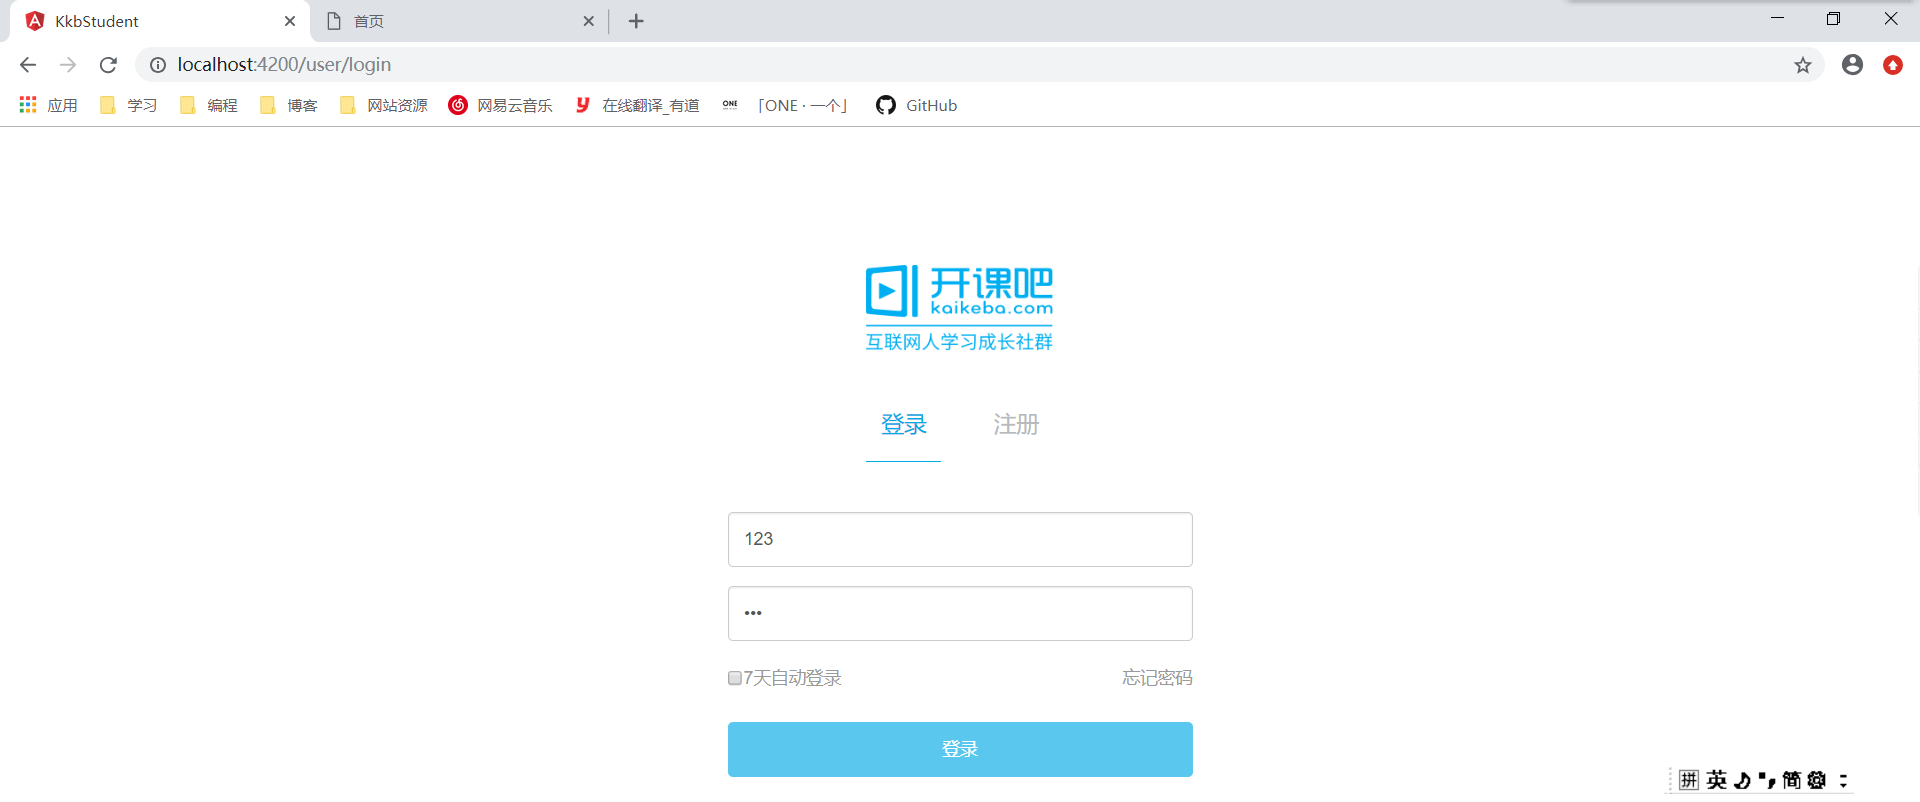 KkbStudent 首页
localhost:4200/user/login
应用 学习 编程 博客 网站资源 网易云音乐 y 在线翻译_有道 ONE 「ONE · 一个」 GitHub
开课吧
kaikeba.com
互联网人学习成长社群
登录 注册
123
•••
7天自动登录 忘记密码
登录
拼 英 简